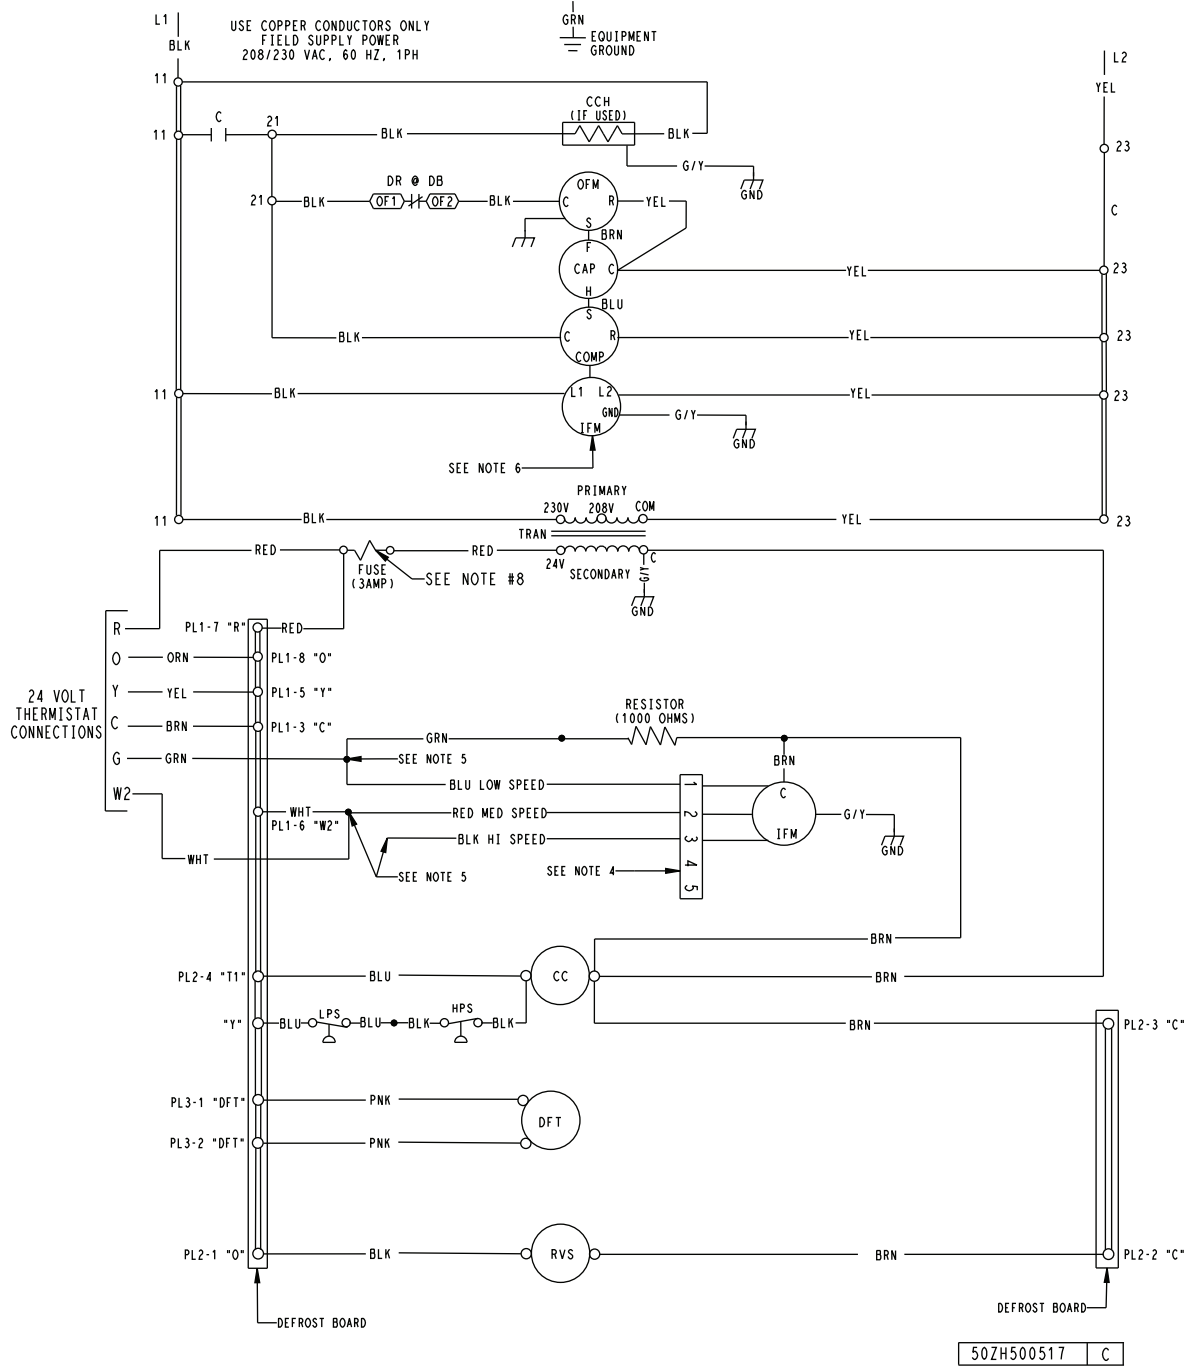 L1
BLK
USE COPPER CONDUCTORS ONLY
FIELD SUPPLY POWER
208/230 VAC, 60 HZ, 1PH
GRN
EQUIPMENT
GROUND
L2
YEL
11
CCH
(IF USED)
C
21
11
BLK
BLK
23
G/Y
GND
DR @ DB
21
BLK
OF1
OF2
BLK
OFM
C
R
S
YEL
C
BRN
F
CAP
C
H
YEL
23
BLU
S
BLK
C
R
COMP
YEL
23
11
BLK
L1
L2
GND
IFM
YEL
23
G/Y
GND
SEE NOTE 6
PRIMARY
230V
208V
COM
11
BLK
YEL
23
TRAN
RED
RED
24V
SECONDARY
C
G/Y
GND
FUSE
(3AMP)
SEE NOTE #8
R
PL1-7 "R"
RED
O
ORN
PL1-8 "O"
Y
YEL
PL1-5 "Y"
24 VOLT
THERMISTAT
CONNECTIONS
C
BRN
PL1-3 "C"
RESISTOR
(1000 OHMS)
GRN
G
GRN
SEE NOTE 5
BRN
BLU LOW SPEED
1
C
W2
WHT
PL1-6 "W2"
RED MED SPEED
2
IFM
G/Y
GND
BLK HI SPEED
3
WHT
SEE NOTE 5
SEE NOTE 4
4
5
BRN
PL2-4 "T1"
BLU
CC
BRN
"Y"
BLU
LPS
BLU
BLK
HPS
BLK
BRN
PL2-3 "C"
PL3-1 "DFT"
PNK
DFT
PL3-2 "DFT"
PNK
PL2-1 "O"
BLK
RVS
BRN
PL2-2 "C"
DEFROST BOARD
DEFROST BOARD
50ZH500517
C